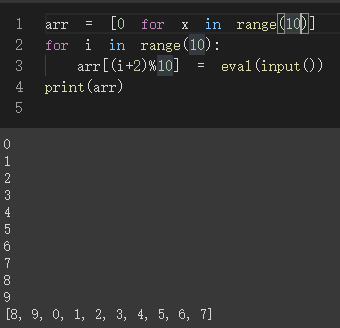 1 arr = [0 for x in range(10)]
2 for i in range(10):
3     arr[(i+2)%10] = eval(input())
4 print(arr)
5
0
1
2
3
4
5
6
7
8
9
[8, 9, 0, 1, 2, 3, 4, 5, 6, 7]